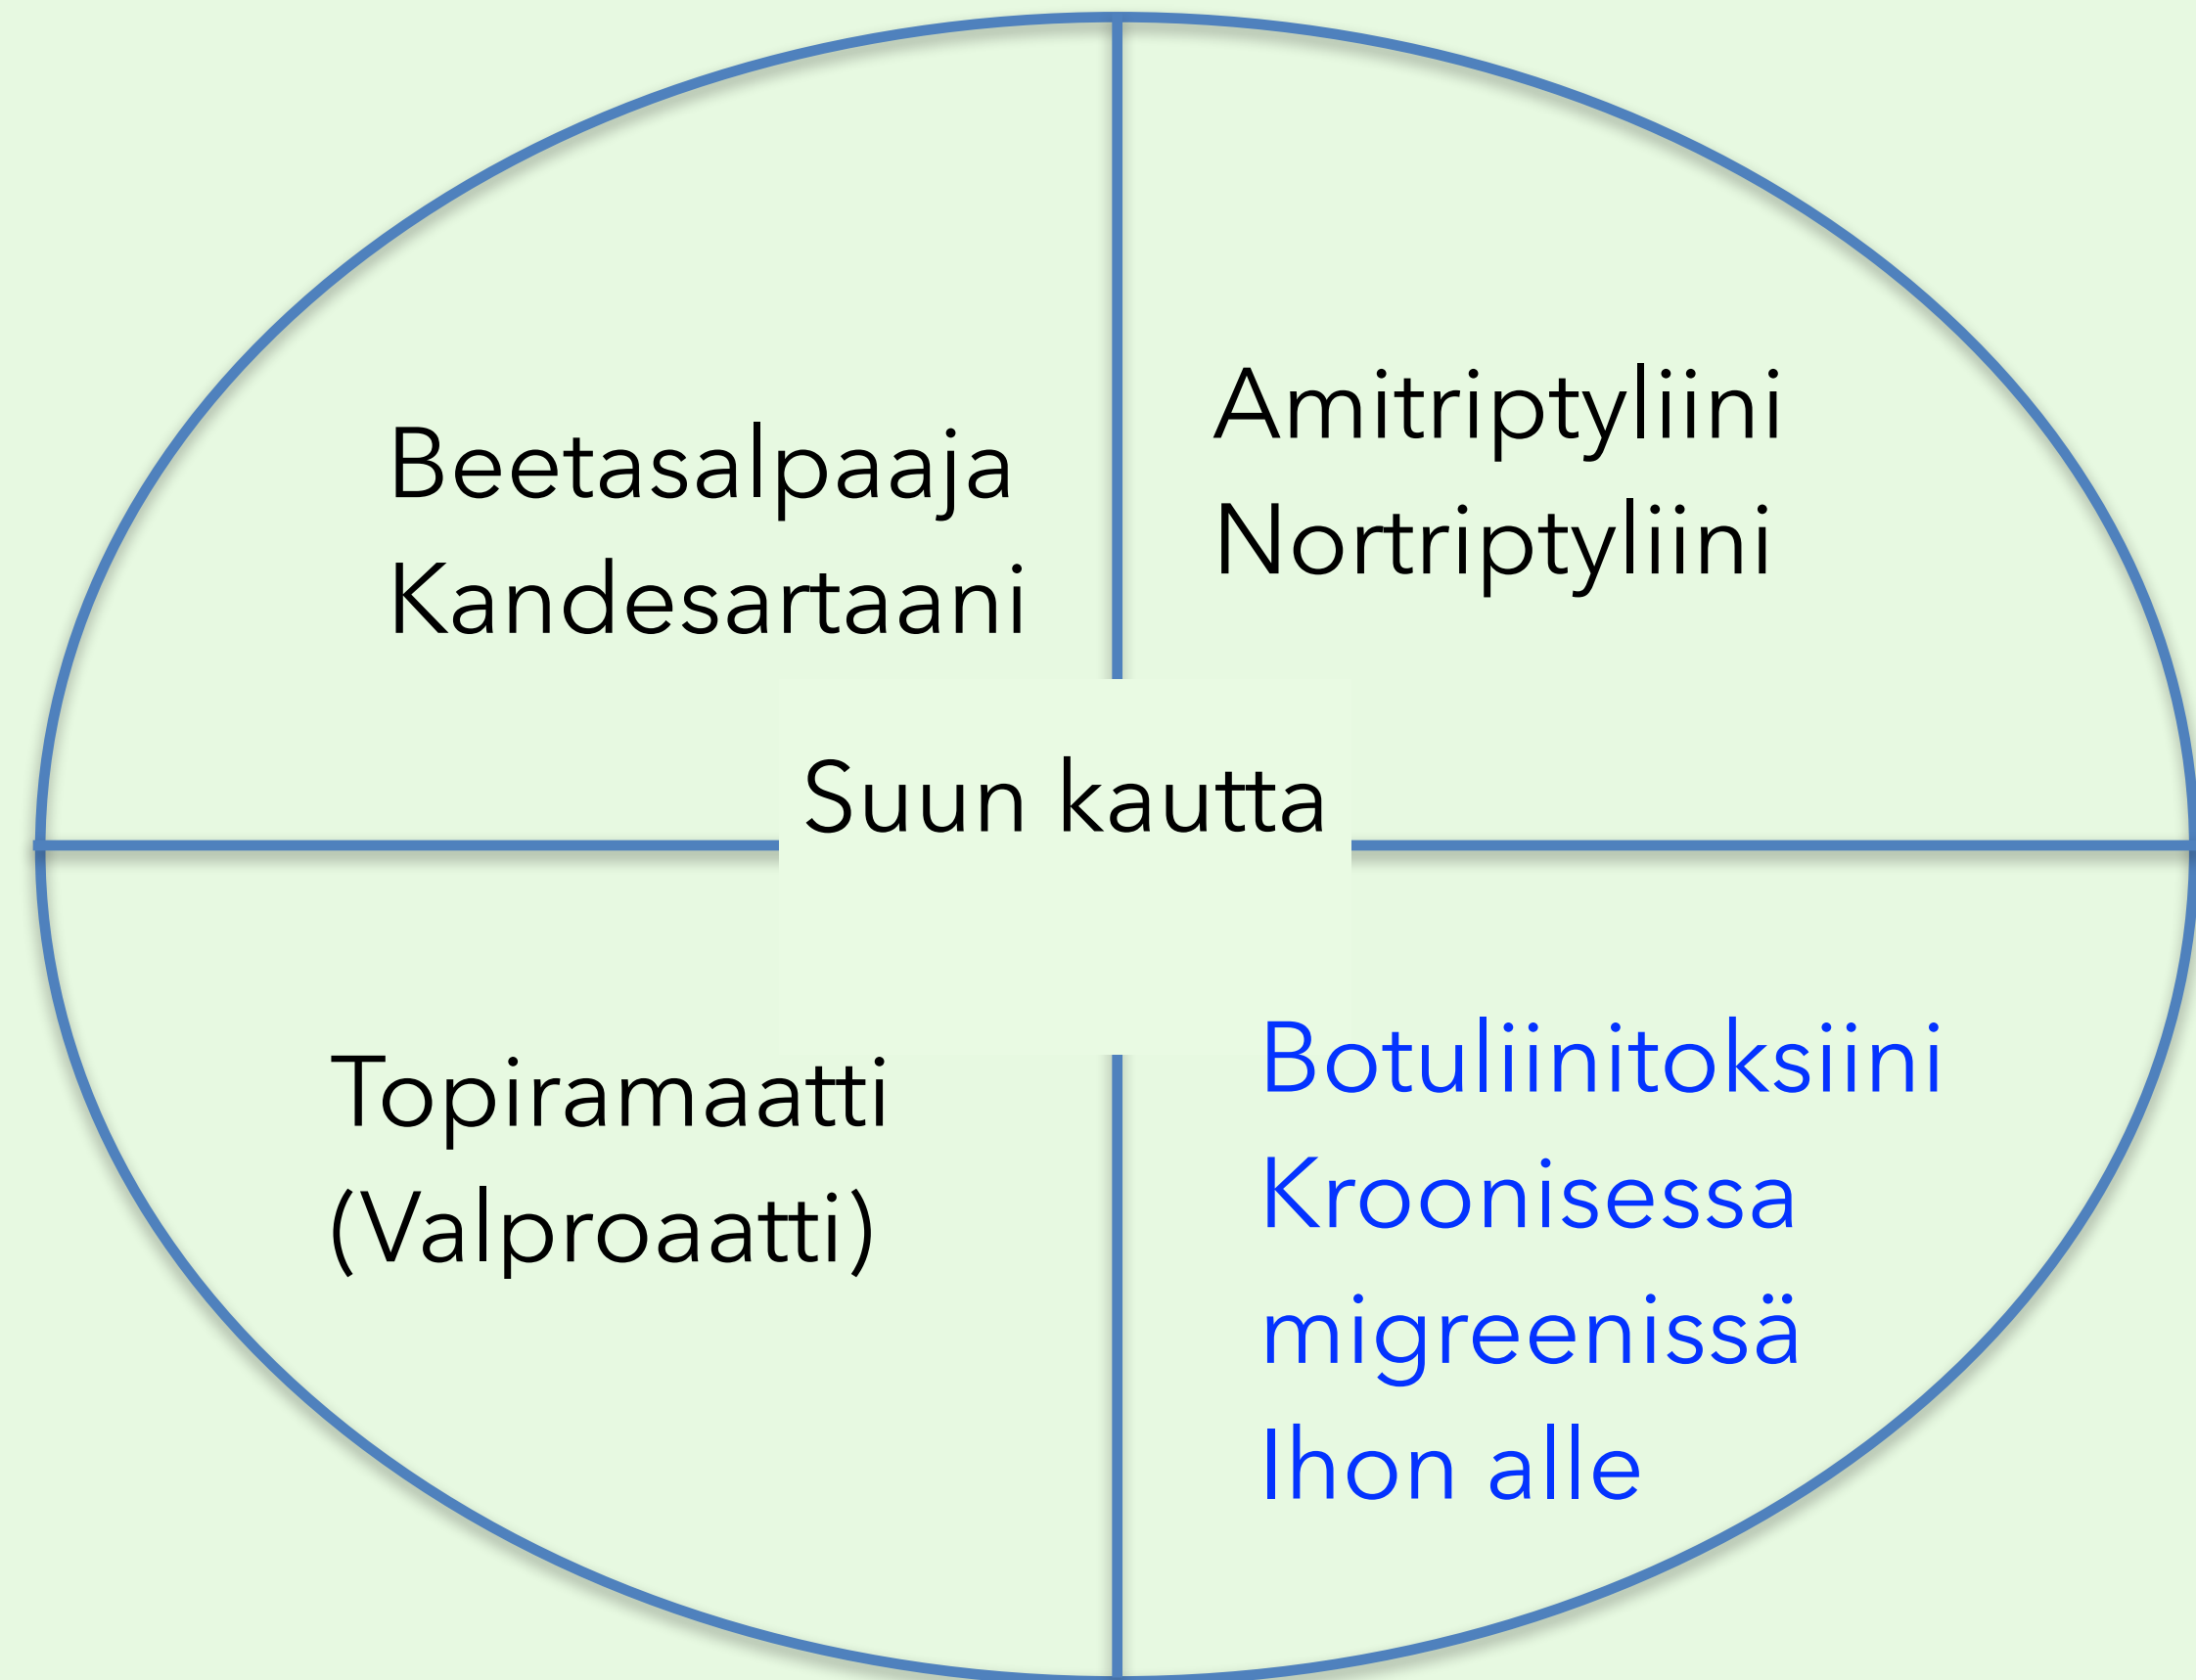 Beetasalpaaja
Kandesartaani
Amitriptyliini
Nortriptyliini
Suun kautta
Topiramaatti
(Valproaatti)
Botuliinitoksiini
Kroonisessa
migreenissä
Ihon alle